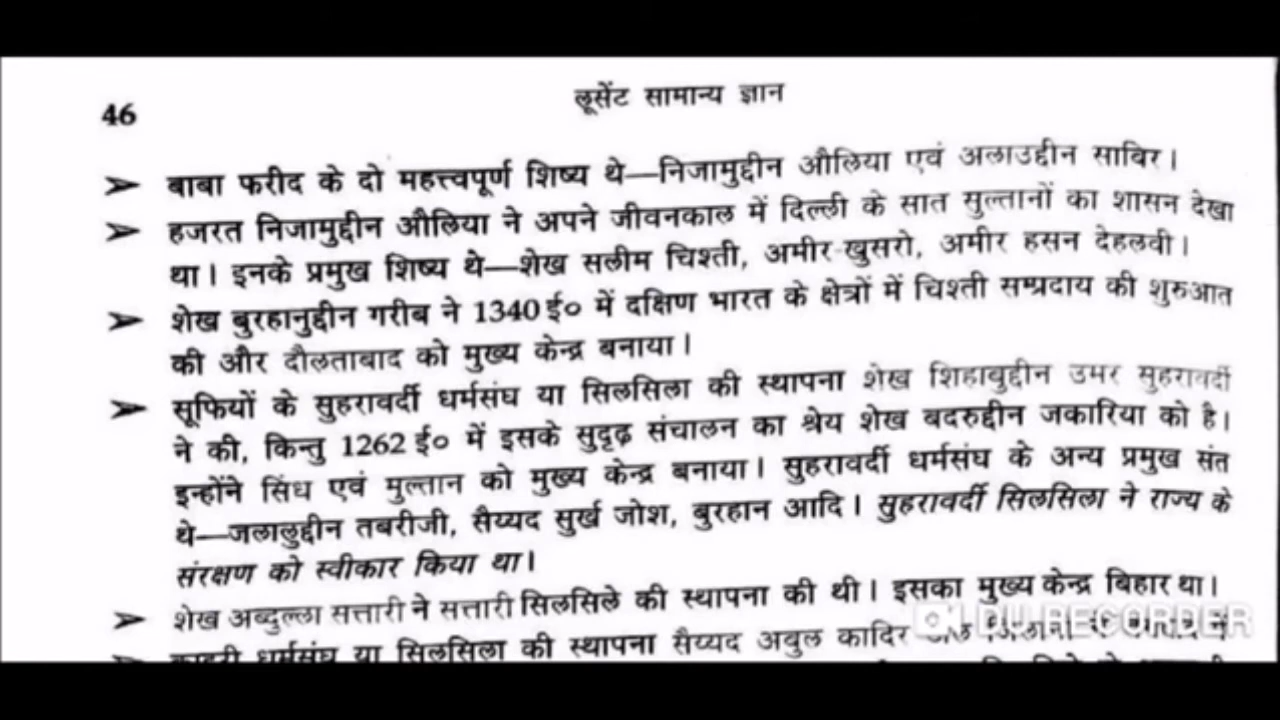 46
लूसेंट सामान्य ज्ञान
➢ बाबा फरीद के दो महत्त्वपूर्ण शिष्य थे—निजामुद्दीन औलिया एवं अलाउद्दीन साबिर।
➢ हजरत निजामुद्दीन औलिया ने अपने जीवनकाल में दिल्ली के सात सुल्तानों का शासन देखा
था। इनके प्रमुख शिष्य थे—शेख सलीम चिश्ती, अमीर खुसरो, अमीर हसन देहलवी।
➢ शेख बुरहानुद्दीन गरीब ने 1340 ई० में दक्षिण भारत के क्षेत्रों में चिश्ती सम्प्रदाय की शुरुआत
की और दौलताबाद को मुख्य केन्द्र बनाया।
➢ सूफियों के सुहरावर्दी धर्मसंघ या सिलसिला की स्थापना शेख शिहाबुद्दीन उमर सुहरावर्दी
ने की, किन्तु 1262 ई० में इसके सुदृढ़ संचालन का श्रेय शेख बदरुद्दीन जकारिया को है।
इन्होंने सिंध एवं मुल्तान को मुख्य केन्द्र बनाया। सुहरावर्दी धर्मसंघ के अन्य प्रमुख संत
थे—जलालुद्दीन तबरीजी, सैय्यद सुर्ख जोश, बुरहान आदि। सुहरावर्दी सिलसिला ने राज्य के
संरक्षण को स्वीकार किया था।
➢ शेख अब्दुल्ला सत्तारी ने सत्तारी सिलसिले की स्थापना की थी। इसका मुख्य केन्द्र बिहार था।
DU RECORDER
धर्मसंघ या सिलसिला की स्थापना सैय्यद अबुल कादिर